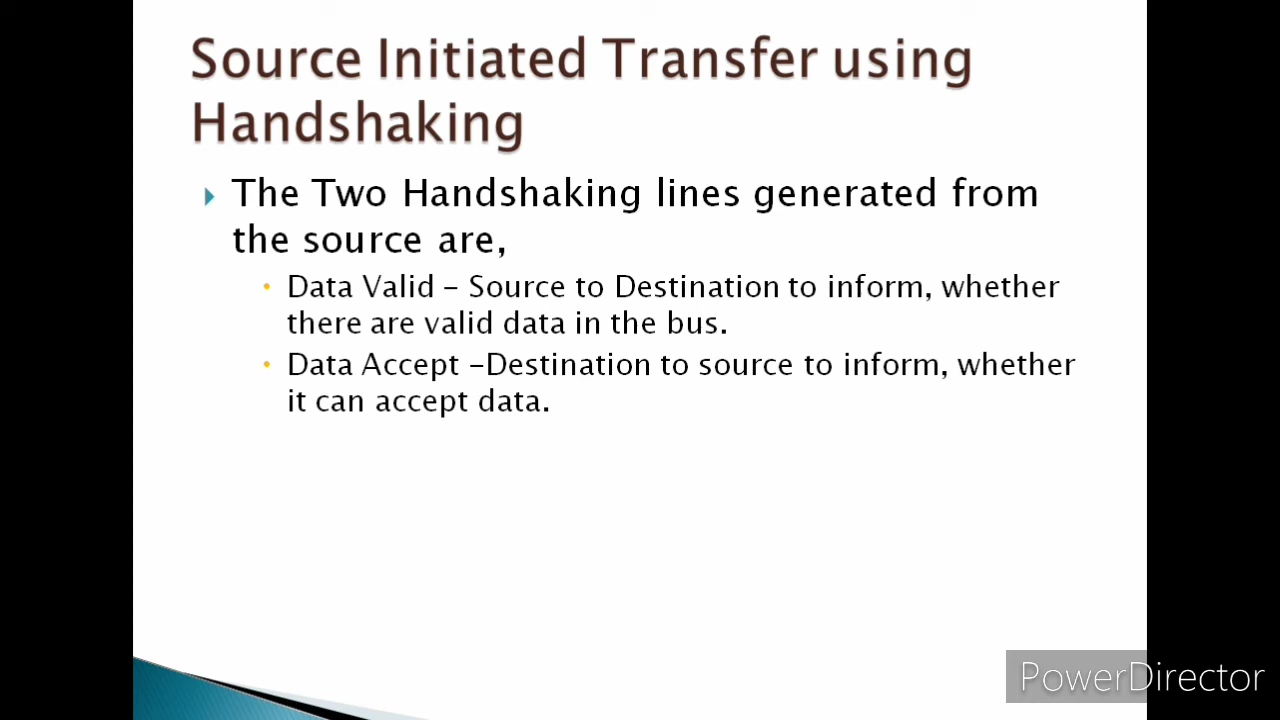 Source Initiated Transfer using
Handshaking
The Two Handshaking lines generated from
the source are,
Data Valid – Source to Destination to inform, whether
there are valid data in the bus.
Data Accept –Destination to source to inform, whether
it can accept data.
PowerDirector